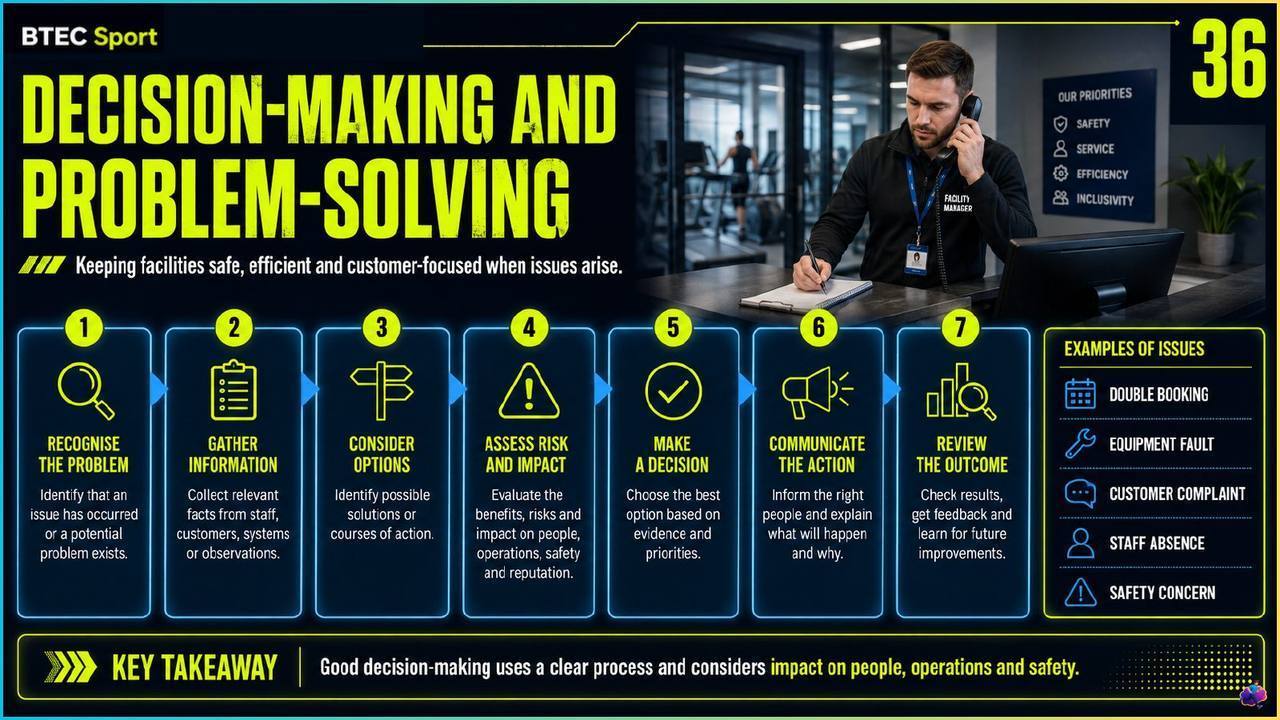 BTEC Sport
36
DECISION-MAKING AND
PROBLEM-SOLVING
Keeping facilities safe, efficient and customer-focused when issues arise.
OUR PRIORITIES
SAFETY
SERVICE
EFFICIENCY
INCLUSIVITY
FACILITY
MANAGER
1
RECOGNISE
THE PROBLEM
Identify that an
issue has occurred
or a potential
problem exists.
2
GATHER
INFORMATION
Collect relevant
facts from staff,
customers, systems
or observations.
3
CONSIDER
OPTIONS
Identify possible
solutions or
courses of action.
4
ASSESS RISK
AND IMPACT
Evaluate the
benefits, risks and
impact on people,
operations, safety
and reputation.
5
MAKE
A DECISION
Choose the best
option based on
evidence and
priorities.
6
COMMUNICATE
THE ACTION
Inform the right
people and explain
what will happen
and why.
7
REVIEW
THE OUTCOME
Check results,
get feedback and
learn for future
improvements.
EXAMPLES OF ISSUES
DOUBLE BOOKING
EQUIPMENT FAULT
CUSTOMER COMPLAINT
STAFF ABSENCE
SAFETY CONCERN
KEY TAKEAWAY
Good decision-making uses a clear process and considers impact on people, operations and safety.